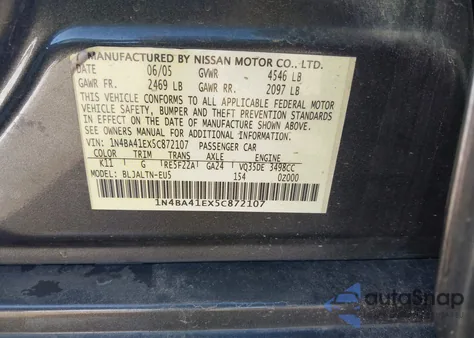 MANUFACTURED BY NISSAN MOTOR CO., LTD.
DATE 06/05 GVWR 4546 LB
GAWR FR. 2469 LB GAWR RR. 2097 LB
THIS VEHICLE CONFORMS TO ALL APPLICABLE FEDERAL MOTOR
VEHICLE SAFETY, BUMPER AND THEFT PREVENTION STANDARDS
IN EFFECT ON THE DATE OF MANUFACTURE SHOWN ABOVE.
SEE OWNERS MANUAL FOR ADDITIONAL INFORMATION.
VIN: 1N4BA41EX5C872107 PASSENGER CAR
COLOR TRIM TRANS AXLE ENGINE
K11 G RE5F22A GA24 VQ35DE 3498CC
MODEL: BLJALTN-EU5 154 0Z000
1N4BA41EX5C872107
autoSnap